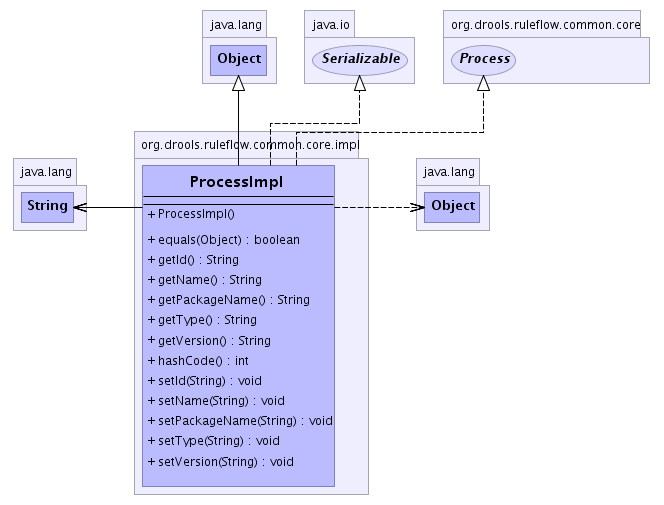 java.lang
Object
java.io
Serializable
org.drools.ruleflow.common.core
Process
org.drools.ruleflow.common.core.impl
java.lang
String
ProcessImpl
+ ProcessImpl()
+ equals(Object) : boolean
+ getId() : String
+ getName() : String
+ getPackageName() : String
+ getType() : String
+ getVersion() : String
+ hashCode() : int
+ setId(String) : void
+ setName(String) : void
+ setPackageName(String) : void
+ setType(String) : void
+ setVersion(String) : void
java.lang
Object